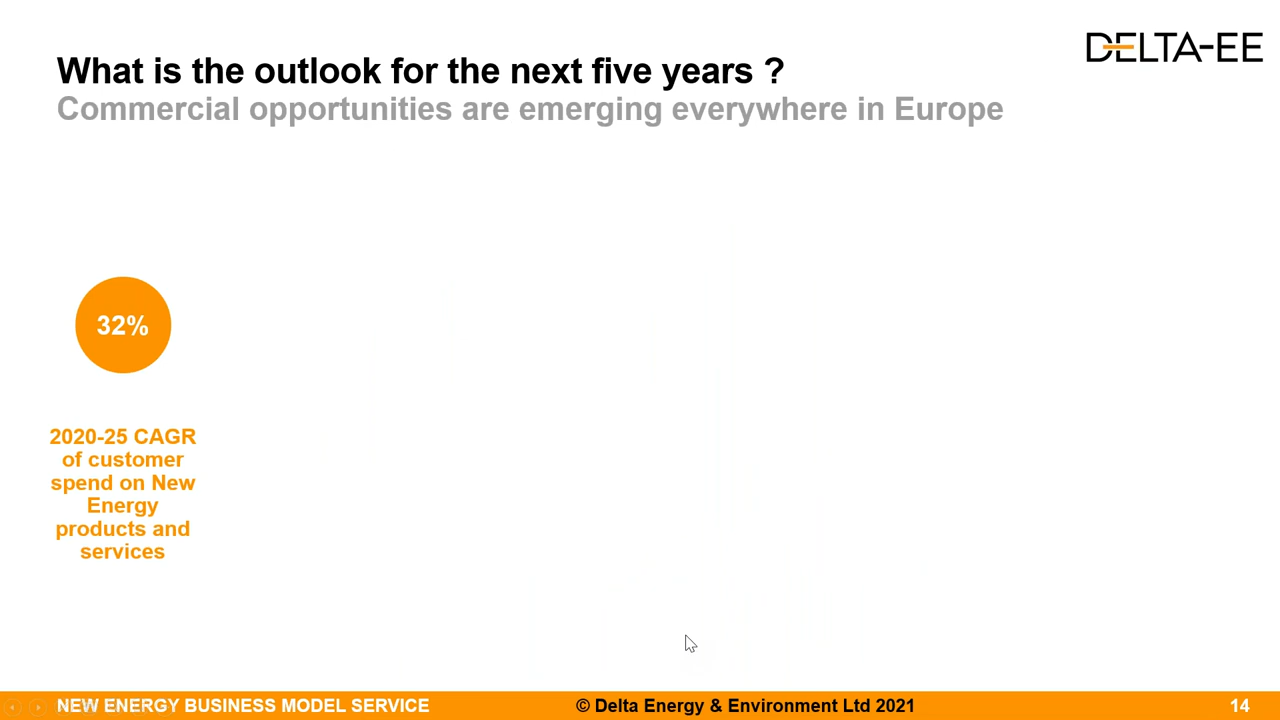 DELTA-EE
What is the outlook for the next five years ?
Commercial opportunities are emerging everywhere in Europe
32%
2020-25 CAGR
of customer
spend on New
Energy
products and
services
NEW ENERGY BUSINESS MODEL SERVICE
© Delta Energy & Environment Ltd 2021
14